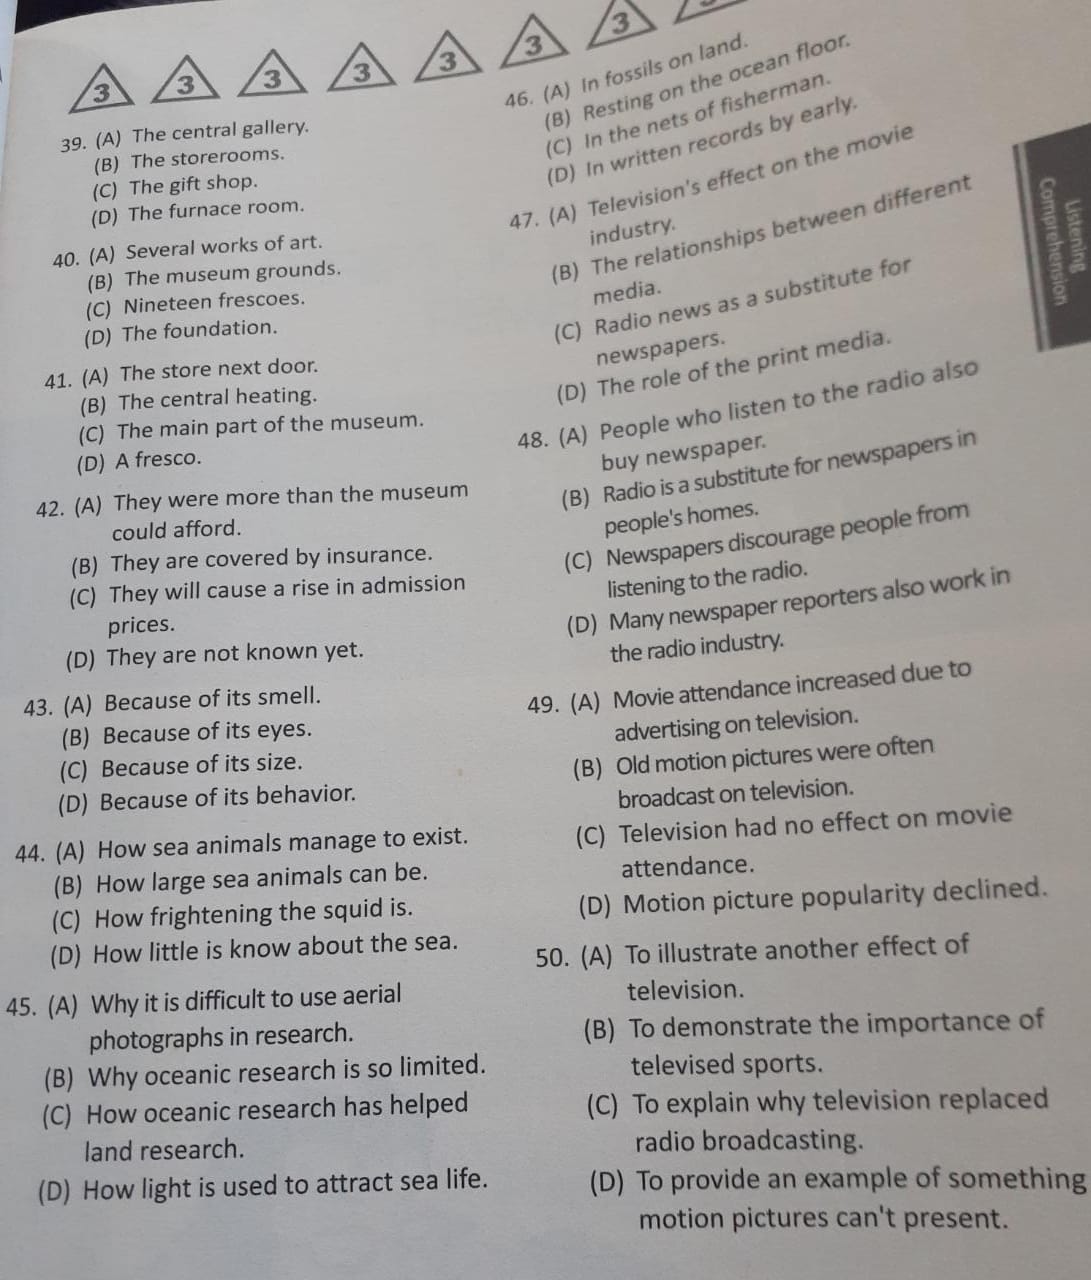 3 3 3 3 3 3 3
39. (A) The central gallery.
(B) The storerooms.
(C) The gift shop.
(D) The furnace room.
40. (A) Several works of art.
(B) The museum grounds.
(C) Nineteen frescoes.
(D) The foundation.
41. (A) The store next door.
(B) The central heating.
(C) The main part of the museum.
(D) A fresco.
42. (A) They were more than the museum
could afford.
(B) They are covered by insurance.
(C) They will cause a rise in admission
prices.
(D) They are not known yet.
43. (A) Because of its smell.
(B) Because of its eyes.
(C) Because of its size.
(D) Because of its behavior.
44. (A) How sea animals manage to exist.
(B) How large sea animals can be.
(C) How frightening the squid is.
(D) How little is know about the sea.
45. (A) Why it is difficult to use aerial
photographs in research.
(B) Why oceanic research is so limited.
(C) How oceanic research has helped
land research.
(D) How light is used to attract sea life.
46. (A) In fossils on land.
(B) Resting on the ocean floor.
(C) In the nets of fisherman.
(D) In written records by early.
47. (A) Television's effect on the movie
industry.
(B) The relationships between different
media.
(C) Radio news as a substitute for
newspapers.
(D) The role of the print media.
48. (A) People who listen to the radio also
buy newspaper.
(B) Radio is a substitute for newspapers in
people's homes.
(C) Newspapers discourage people from
listening to the radio.
(D) Many newspaper reporters also work in
the radio industry.
49. (A) Movie attendance increased due to
advertising on television.
(B) Old motion pictures were often
broadcast on television.
(C) Television had no effect on movie
attendance.
(D) Motion picture popularity declined.
50. (A) To illustrate another effect of
television.
(B) To demonstrate the importance of
televised sports.
(C) To explain why television replaced
radio broadcasting.
(D) To provide an example of something
motion pictures can't present.
Listening
Comprehension